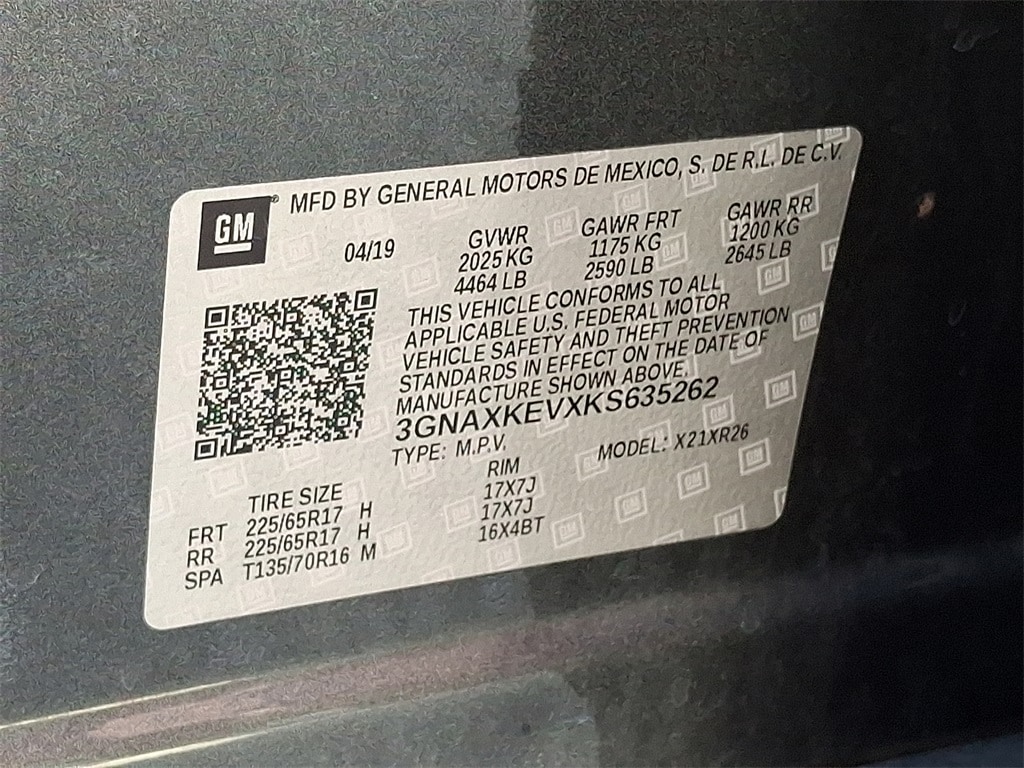 GM
MFD BY GENERAL MOTORS DE MEXICO, S. DE R.L. DE C.V.
04/19
GVWR GAWR FRT GAWR RR
2025 KG 1175 KG 1200 KG
4464 LB 2590 LB 2645 LB
THIS VEHICLE CONFORMS TO ALL
APPLICABLE U.S. FEDERAL MOTOR
VEHICLE SAFETY AND THEFT PREVENTION
STANDARDS IN EFFECT ON THE DATE OF
MANUFACTURE SHOWN ABOVE.
3GNAXKEVXKS635262
TYPE: M.P.V. MODEL: X21XR26
TIRE SIZE RIM
FRT 225/65R17 H 17X7J
RR 225/65R17 H 17X7J
SPA T135/70R16 M 16X4BT